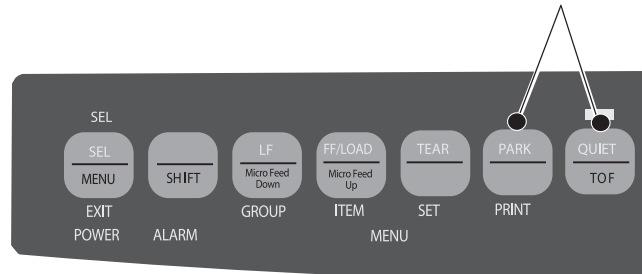 SEL
SEL LF FF/LOAD TEAR PARK QUIET
MENU SHIFT Micro Feed Down Micro Feed Up TOF
EXIT GROUP ITEM SET PRINT
POWER ALARM MENU